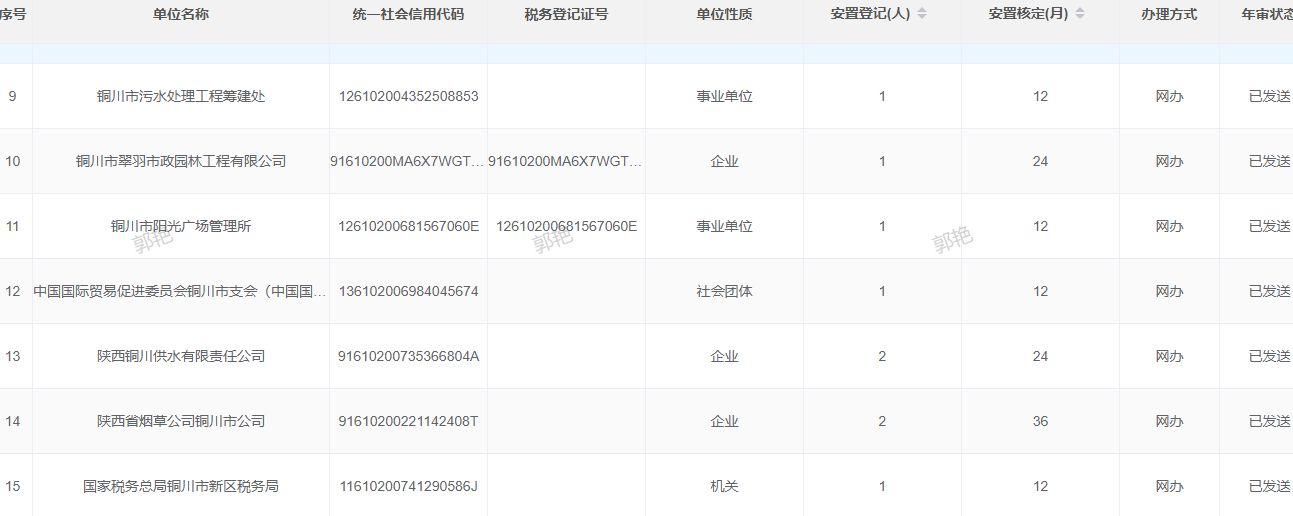 序号 单位名称 统一社会信用代码 税务登记证号 单位性质 安置登记(人) 安置核定(月) 办理方式 年审状态
9 铜川市污水处理工程筹建处 126102004352508853 事业单位 1 12 网办 已发送
10 铜川市翠羽市政园林工程有限公司 91610200MA6X7WGT... 91610200MA6X7WGT... 企业 1 24 网办 已发送
11 铜川市阳光广场管理所 12610200681567060E 12610200681567060E 事业单位 1 12 网办 已发送
郭艳 郭艳 郭艳
12 中国国际贸易促进委员会铜川市支会（中国国... 136102006984045674 社会团体 1 12 网办 已发送
13 陕西铜川供水有限责任公司 91610200735366804A 企业 2 24 网办 已发送
14 陕西省烟草公司铜川市公司 91610200221142408T 企业 2 36 网办 已发送
15 国家税务总局铜川市新区税务局 11610200741290586J 机关 1 12 网办 已发送